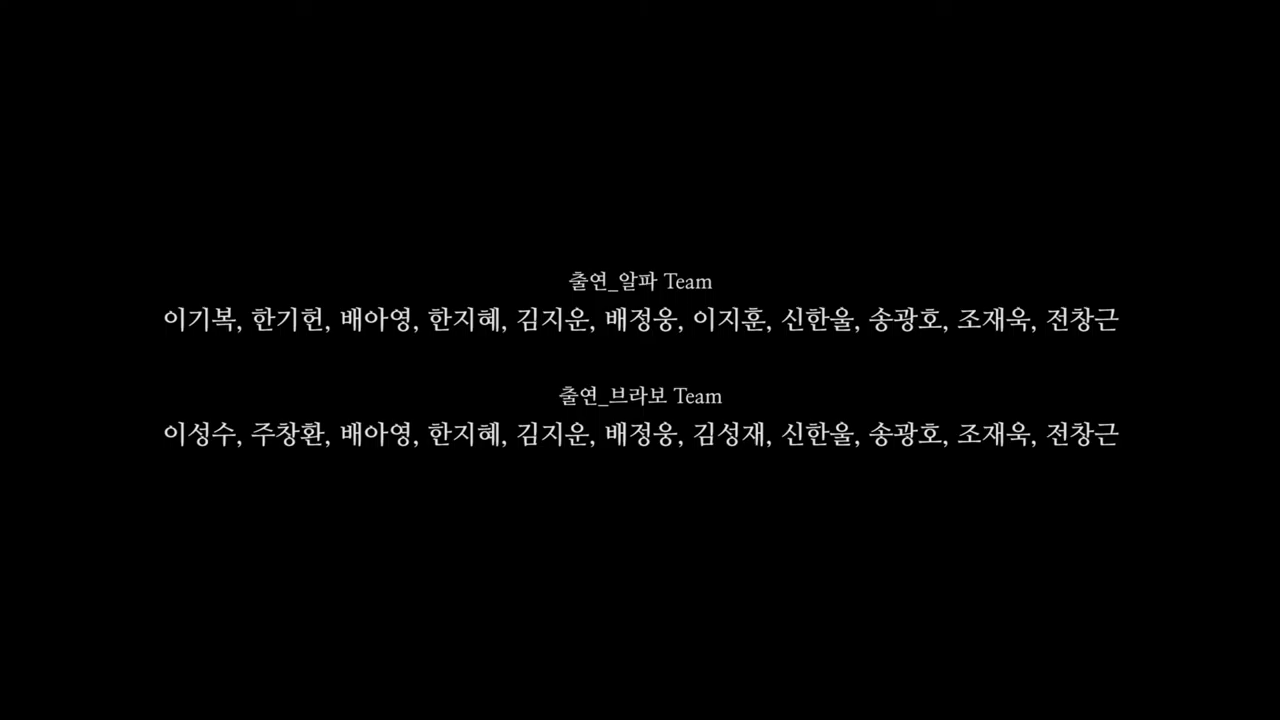 출연_알파 Team
이기복, 한기헌, 배아영, 한지혜, 김지운, 배정웅, 이지훈, 신한울, 송광호, 조재욱, 전창근
출연_브라보 Team
이성수, 주창환, 배아영, 한지혜, 김지운, 배정웅, 김성재, 신한울, 송광호, 조재욱, 전창근